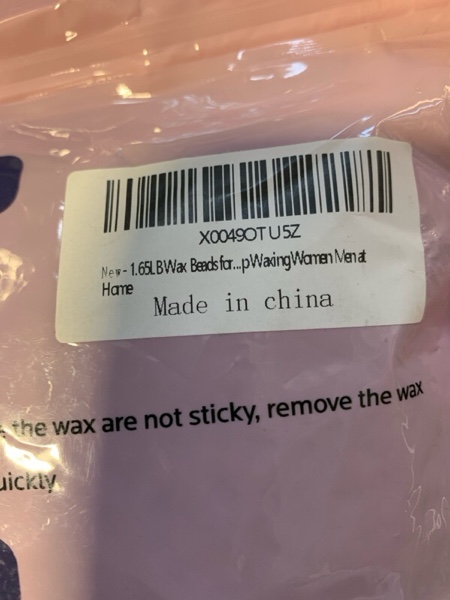 X0049OTU5Z
New - 1.65LB Wax Beads for...p Waxing Women Men at
Home
Made in china
the wax are not sticky, remove the wax